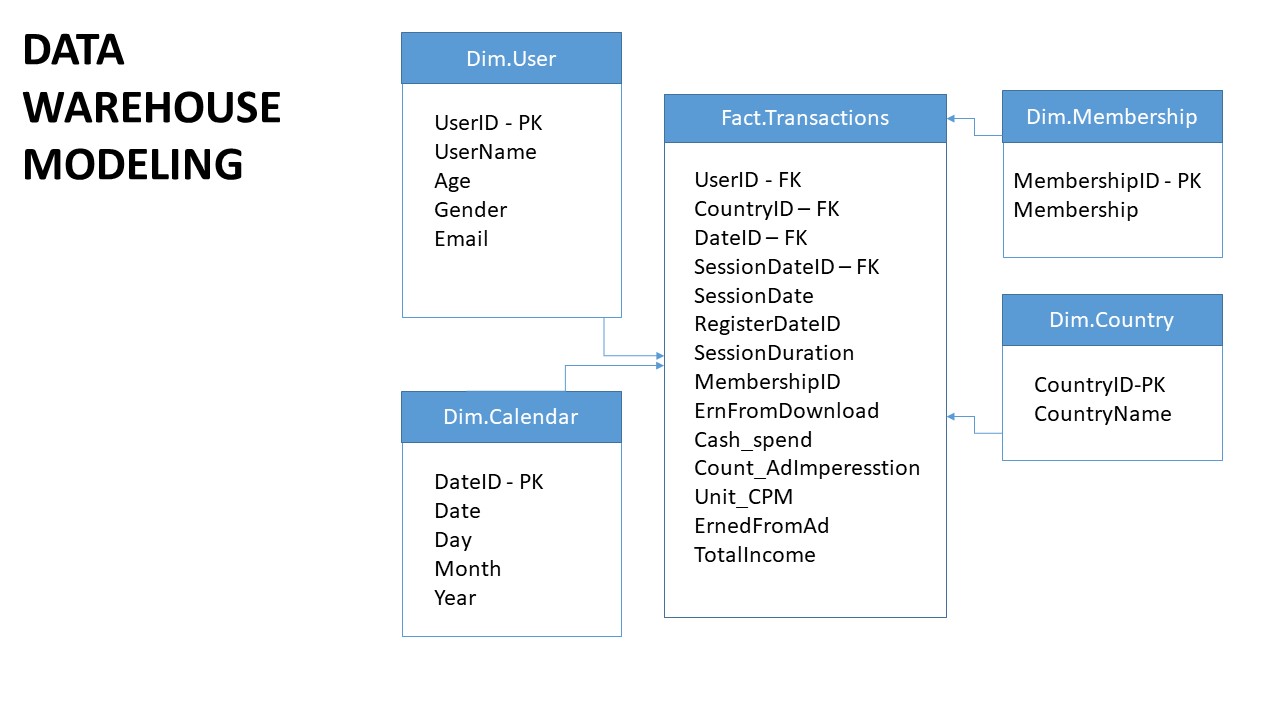 DATA
WAREHOUSE
MODELING
Dim.User
UserID - PK
UserName
Age
Gender
Email
Dim.Calendar
DateID - PK
Date
Day
Month
Year
Fact.Transactions
UserID - FK
CountryID – FK
DateID – FK
SessionDateID – FK
SessionDate
RegisterDateID
SessionDuration
MembershipID
ErnFromDownload
Cash_spend
Count_AdImperesstion
Unit_CPM
ErnedFromAd
TotalIncome
Dim.Membership
MembershipID - PK
Membership
Dim.Country
CountryID-PK
CountryName